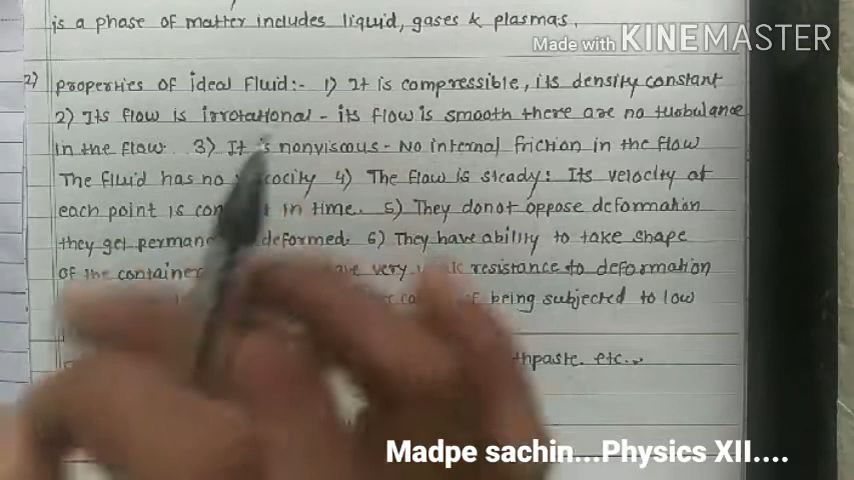 is a phase of matter includes liquid, gases & plasmas.
Made with KINEMASTER
2) properties of ideal Fluid:- 1) It is compressible, its density constant
2) Its flow is irrotational - its flow is smooth there are no turbulance
in the flow. 3) It is nonviscous - No internal friction in the flow
The fluid has no 4) The flow is steady: Its velocity at
each point is in time. 5) They donot oppose deformation
they get deformed. 6) They have ability to take shape
of the container very resistance to deformation
of being subjected to low
etc..
Madpe sachin...Physics XII....